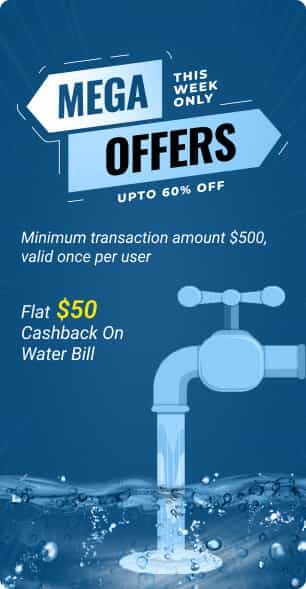 MEGA
THIS
WEEK
ONLY
OFFERS
UPTO 60% OFF
Minimum transaction amount $500,
valid once per user
Flat $50
Cashback On
Water Bill